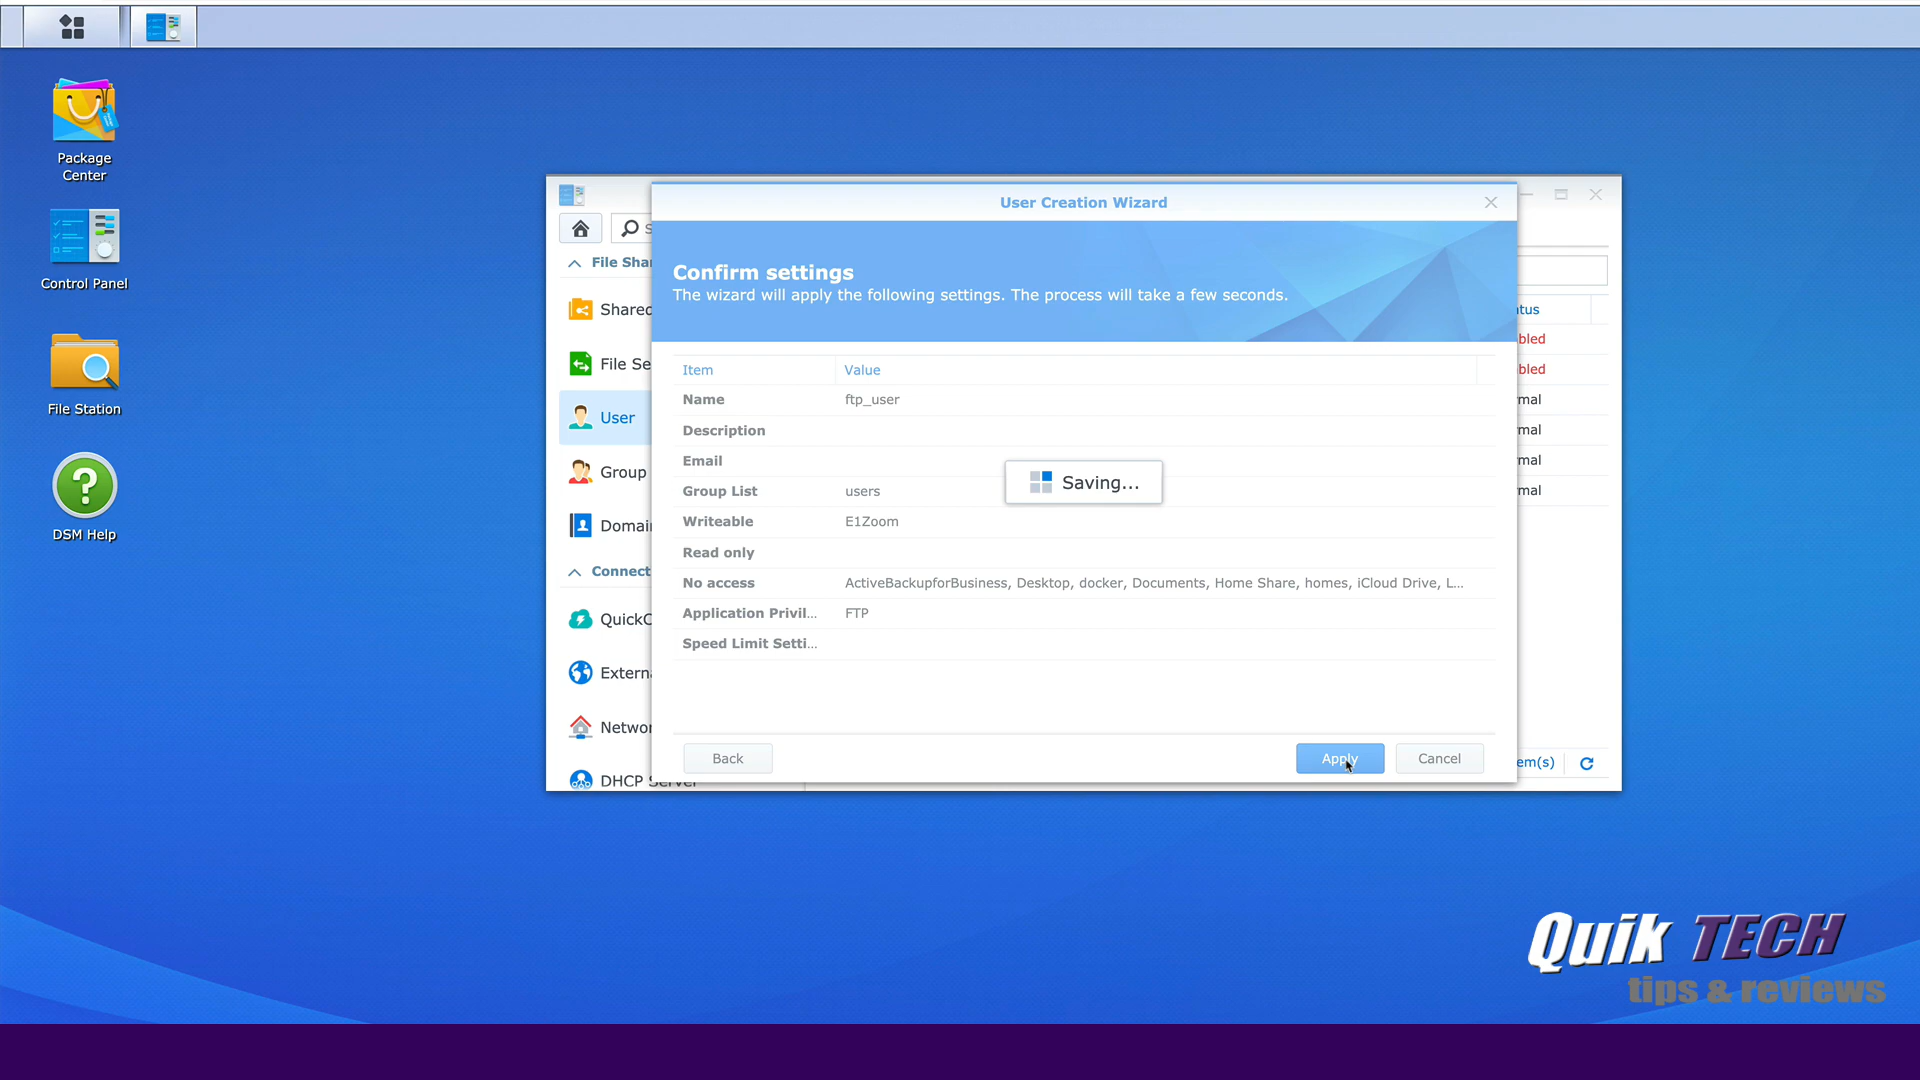 Package
Center
Control Panel
File Station
DSM Help
User Creation Wizard
Confirm settings
The wizard will apply the following settings. The process will take a few seconds.
File Sha
Shared
File Se
User
Group
Domai
Connect
QuickC
Extern
Networ
DHCP Server
Item Value
Name ftp_user
Description
Email
Group List users
Writeable E1Zoom
Read only
No access ActiveBackupforBusiness, Desktop, docker, Documents, Home Share, homes, iCloud Drive, L...
Application Privil... FTP
Speed Limit Setti...
Saving...
Back
Apply
Cancel
tus
bled
bled
mal
mal
mal
mal
em(s)
Quik TECH
tips & reviews